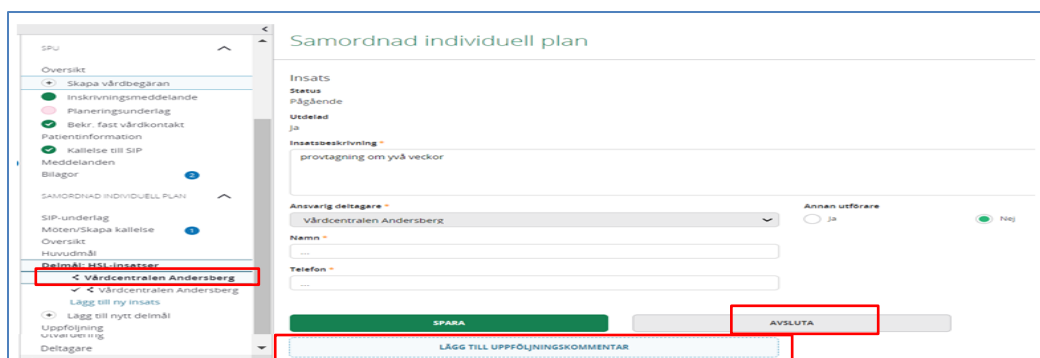 SPU
Översikt
Skapa vårdbegäran
Inskrivningsmeddelande
Planeringsunderlag
Bekr. fast vårdkontakt
Patientinformation
Kallelse till SIP
Meddelanden
Bilagor 2
SAMORDNAD INDIVIDUELL PLAN
SIP-underlag
Möten/Skapa kallelse 1
Översikt
Huvudmål
Delmål: HSL-insatser
Vårdcentralen Andersberg
Vårdcentralen Andersberg
Lägg till ny insats
Lägg till nytt delmål
Uppföljning
Utvärdering
Deltagare
Samordnad individuell plan
Insats
Status
Pågående
Utdelad
Ja
Insatsbeskrivning *
provtagning om yvå veckor
Ansvarig deltagare *
Vårdcentralen Andersberg
Annan utförare
Ja Nej
Namn *
...
Telefon *
...
SPARA AVSLUTA
LÄGG TILL UPPFÖLJNINGSKOMMENTAR